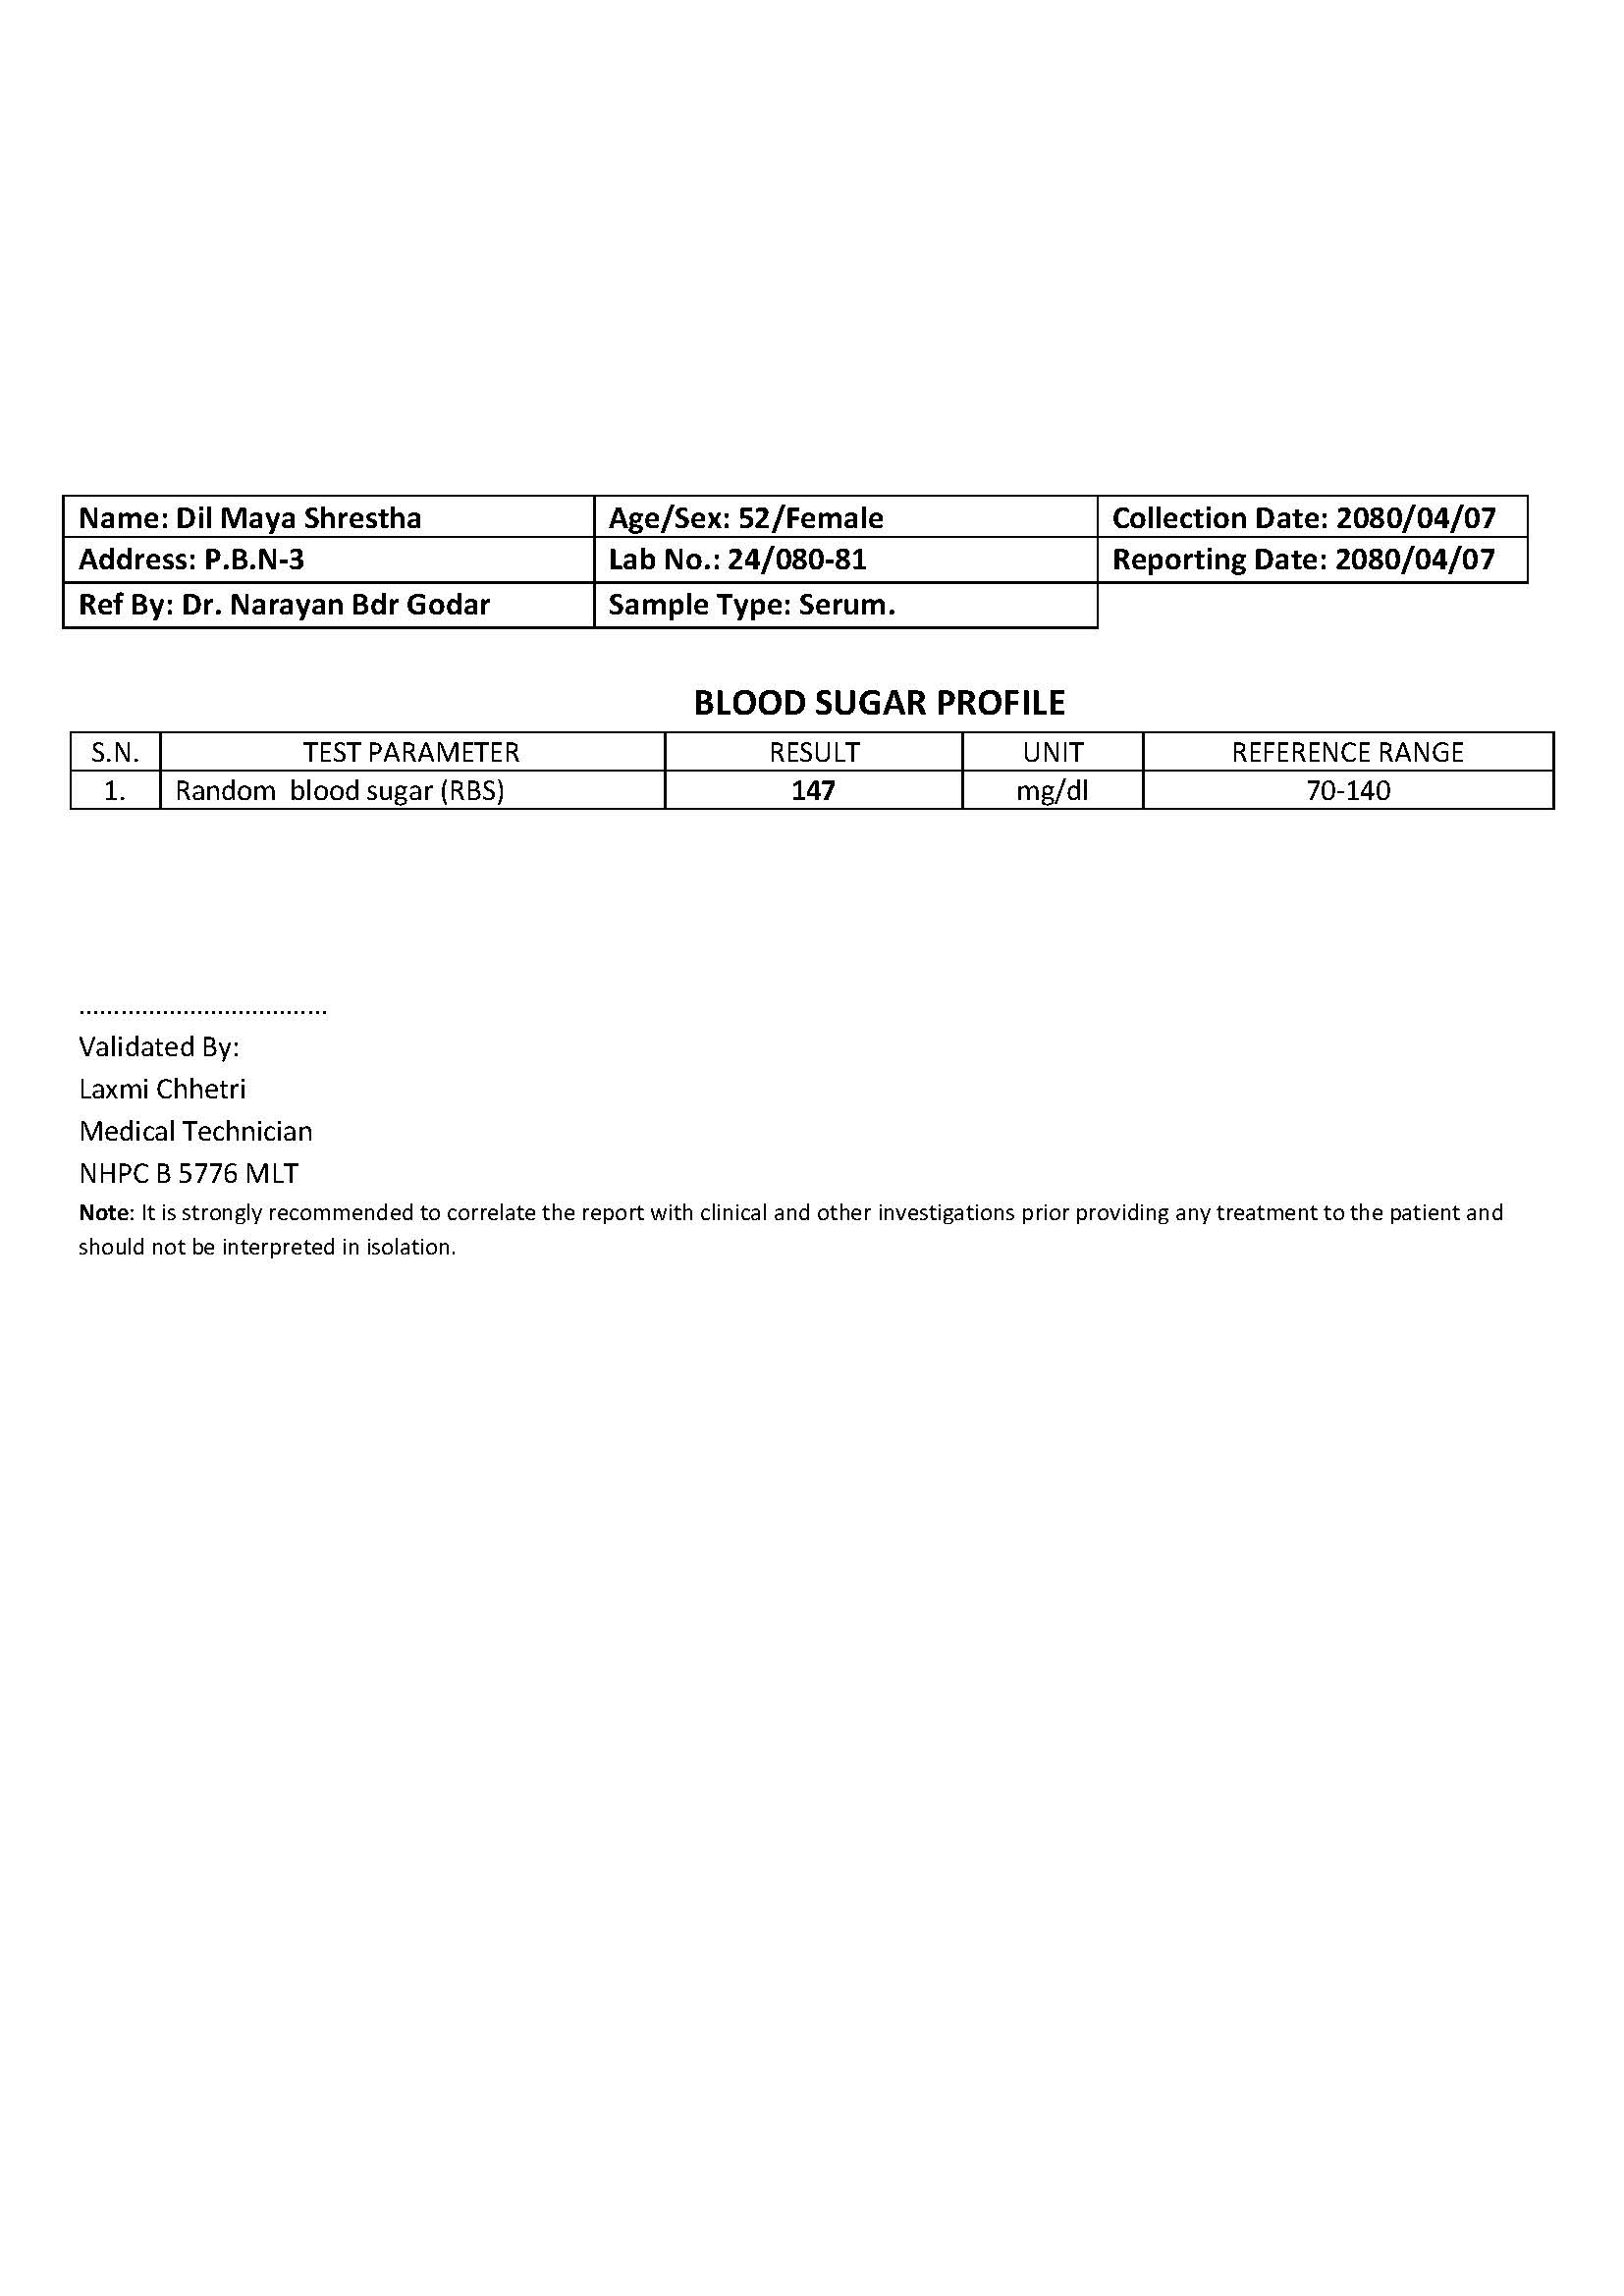 Name: Dil Maya Shrestha Age/Sex: 52/Female Collection Date: 2080/04/07
Address: P.B.N-3 Lab No.: 24/080-81 Reporting Date: 2080/04/07
Ref By: Dr. Narayan Bdr Godar Sample Type: Serum.
BLOOD SUGAR PROFILE
S.N. TEST PARAMETER RESULT UNIT REFERENCE RANGE
1. Random blood sugar (RBS) 147 mg/dl 70-140
....................................
Validated By:
Laxmi Chhetri
Medical Technician
NHPC B 5776 MLT
Note: It is strongly recommended to correlate the report with clinical and other investigations prior providing any treatment to the patient and
should not be interpreted in isolation.